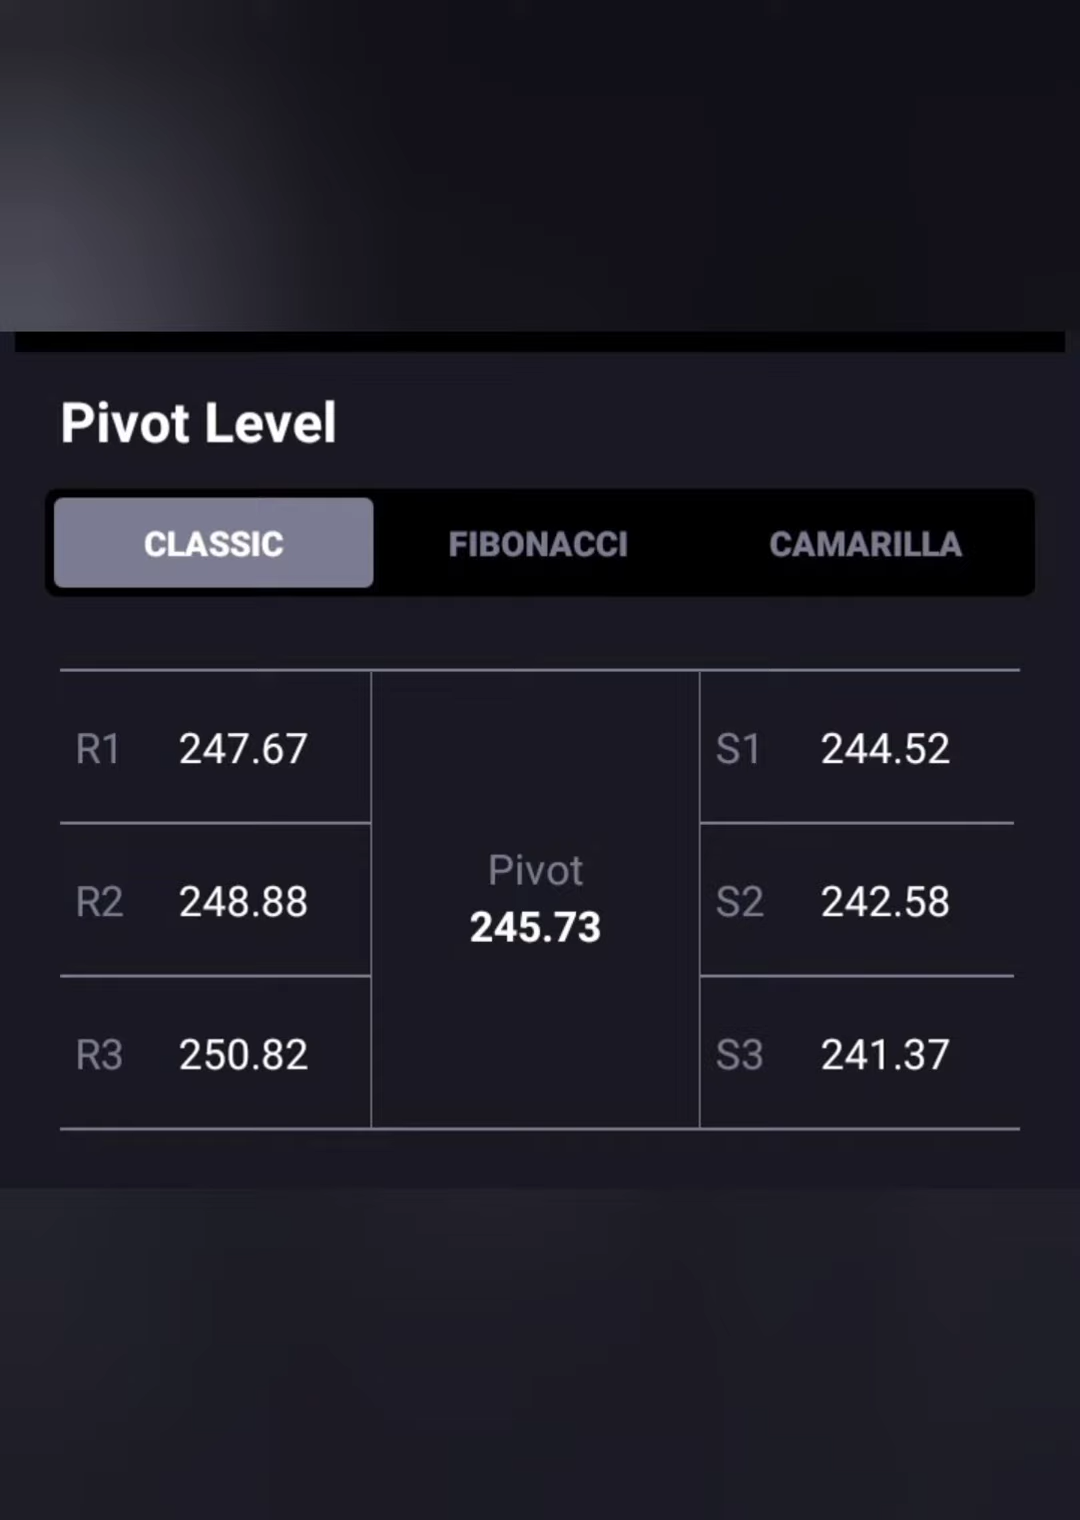 Pivot Level
CLASSIC FIBONACCI CAMARILLA
R1 247.67 S1 244.52
Pivot
R2 248.88 S2 242.58
245.73
R3 250.82 S3 241.37